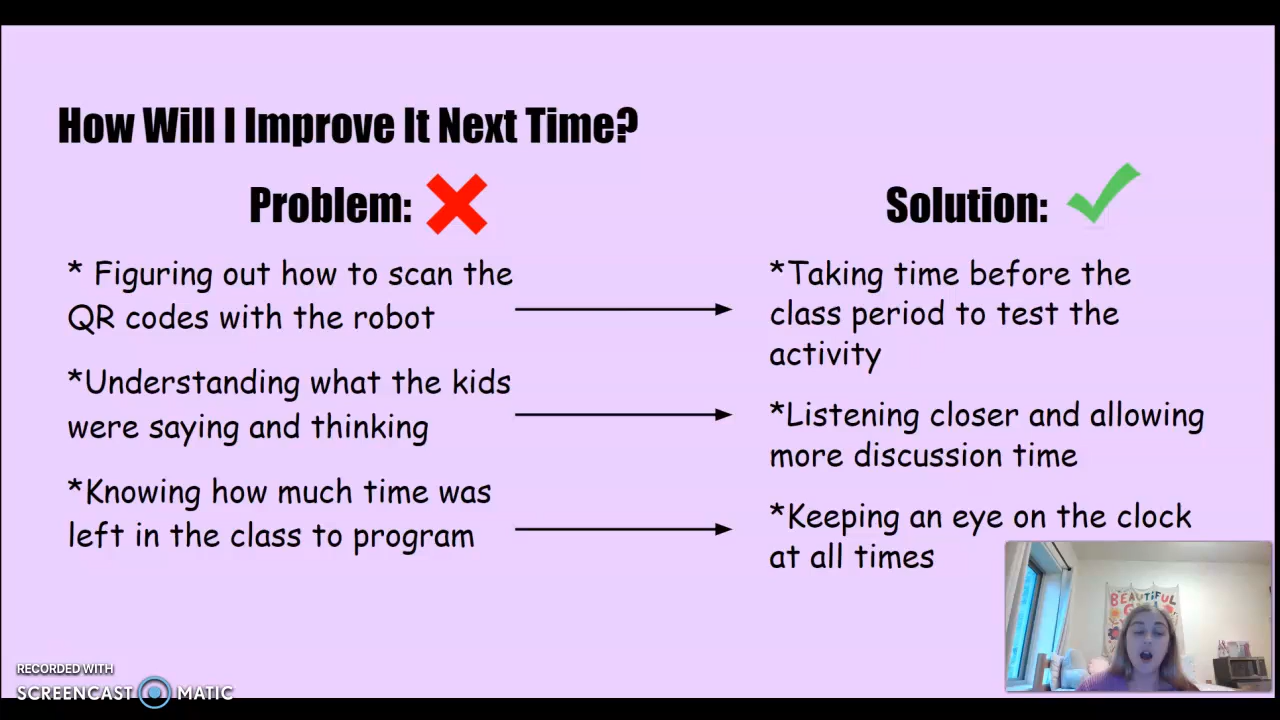 How Will I Improve It Next Time?
Problem:
* Figuring out how to scan the
QR codes with the robot
*Understanding what the kids
were saying and thinking
*Knowing how much time was
left in the class to program
Solution:
*Taking time before the
class period to test the
activity
*Listening closer and allowing
more discussion time
*Keeping an eye on the clock
at all times
BEAUTIFUL
RECORDED WITH
SCREENCAST MATIC